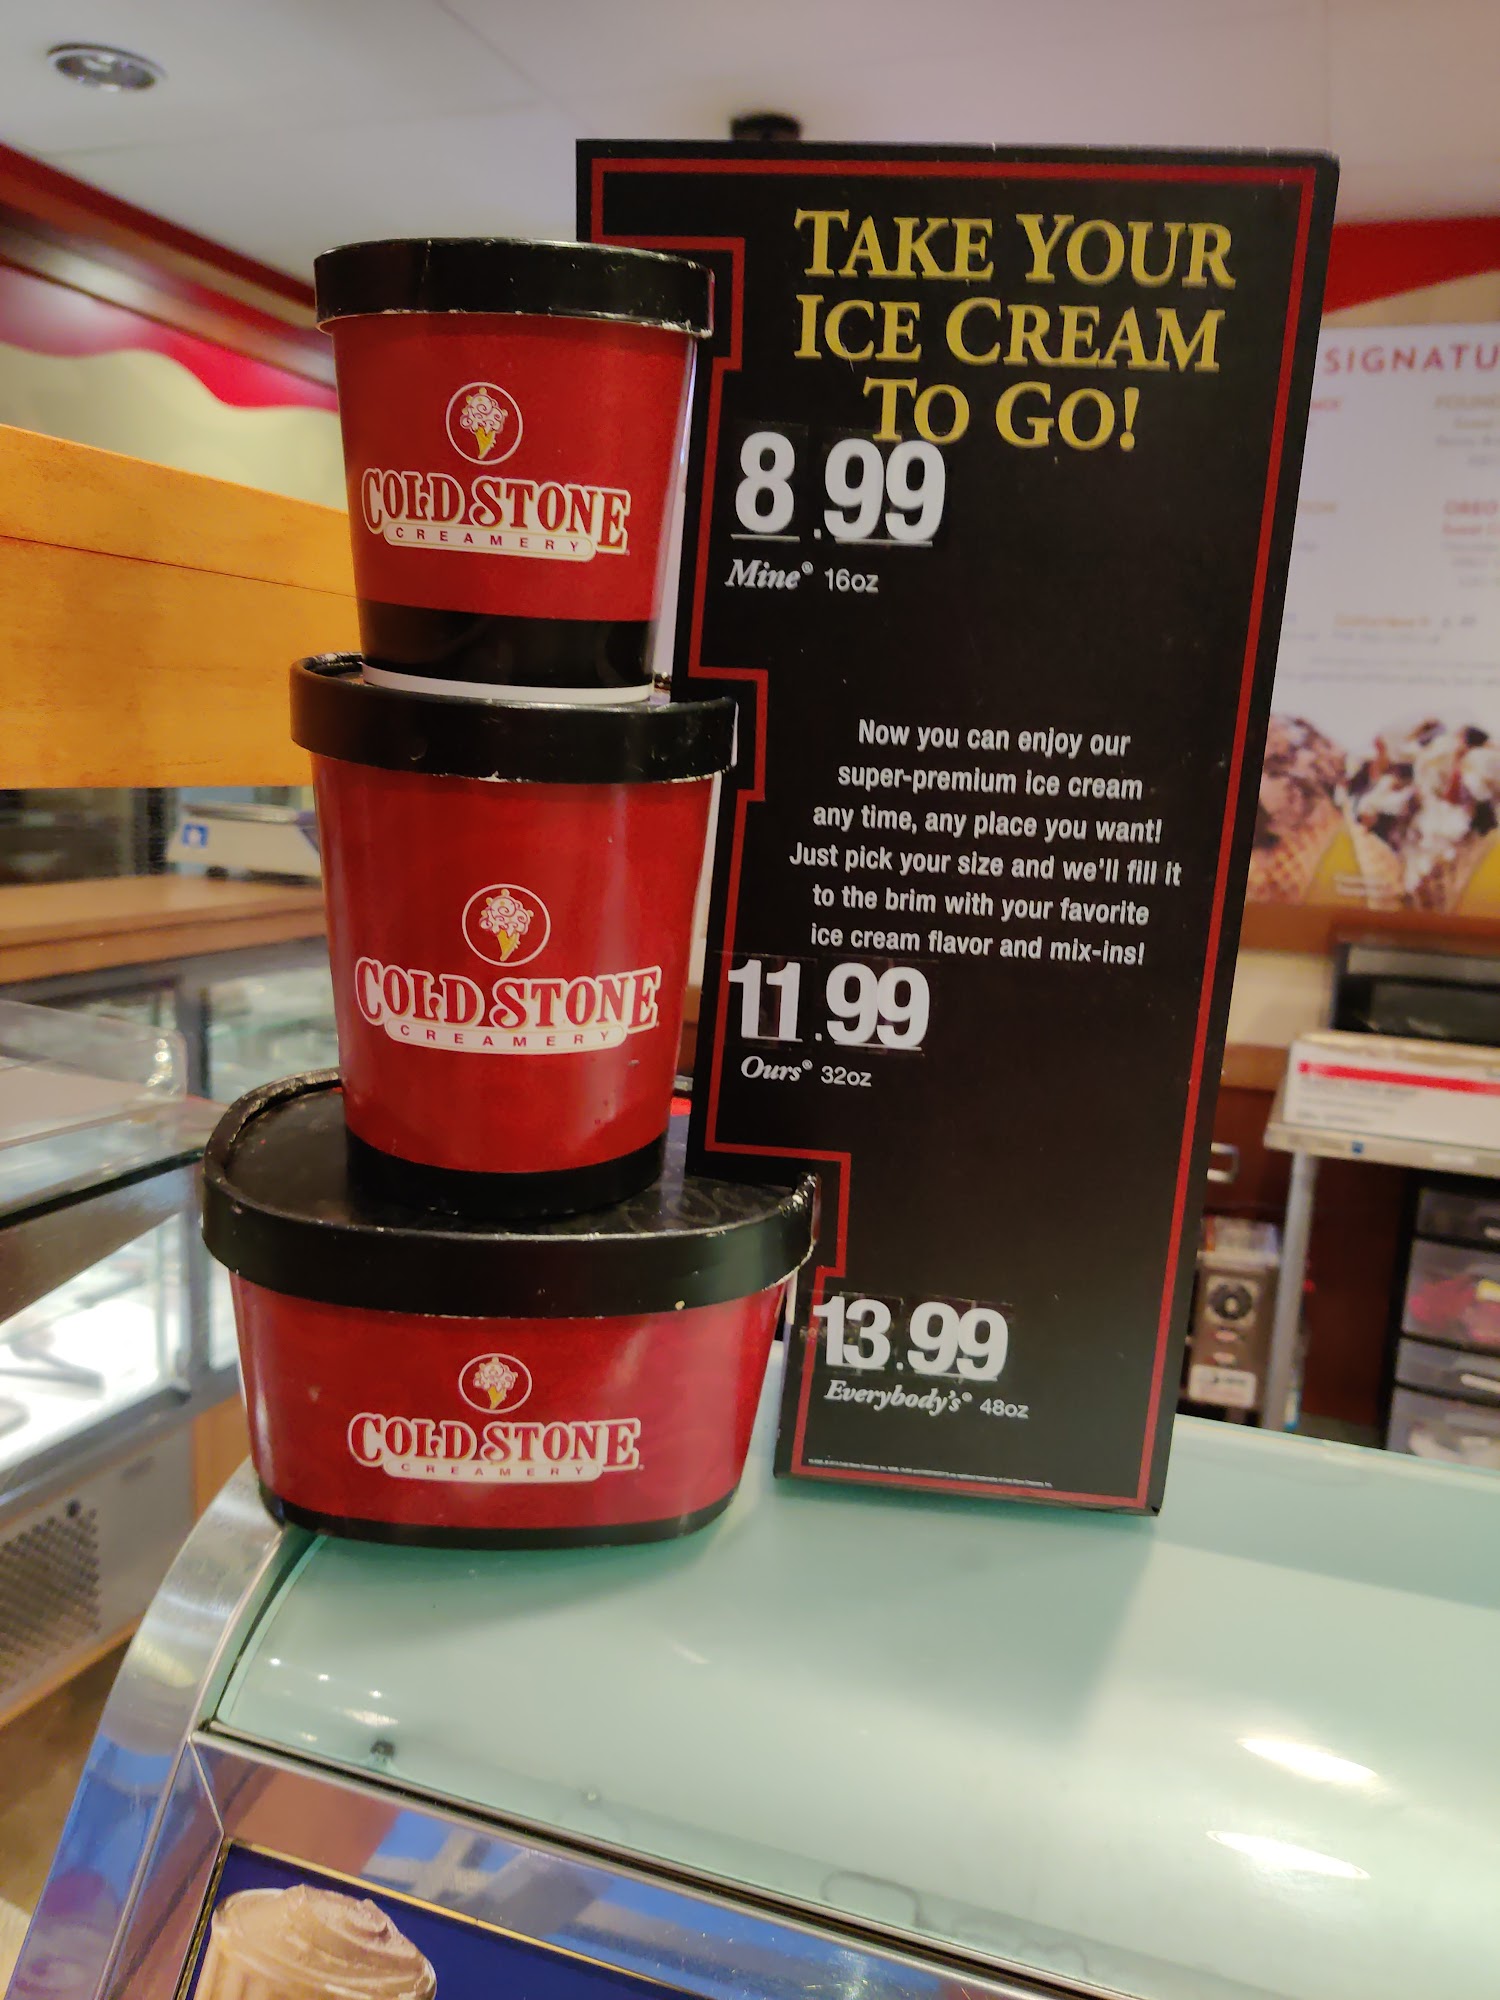 TAKE YOUR
ICE CREAM
TO GO!
8.99
Mine® 16oz
Now you can enjoy our
super-premium ice cream
any time, any place you want!
Just pick your size and we'll fill it
to the brim with your favorite
ice cream flavor and mix-ins!
11.99
Ours® 32oz
13.99
Everybody's® 48oz
COLD STONE
CREAMERY
COLD STONE
CREAMERY
COLD STONE
CREAMERY
SIGNATU
OREO